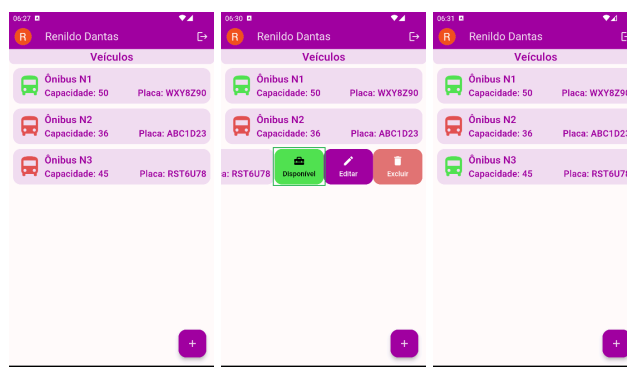 06:27
R Renildo Dantas
Veículos
Ônibus N1
Capacidade: 50 Placa: WXY8Z90
Ônibus N2
Capacidade: 36 Placa: ABC1D23
Ônibus N3
Capacidade: 45 Placa: RST6U78
+
06:30
R Renildo Dantas
Veículos
Ônibus N1
Capacidade: 50 Placa: WXY8Z90
Ônibus N2
Capacidade: 36 Placa: ABC1D23
a: RST6U78 Disponível Editar Excluir
+
06:31
R Renildo Dantas
Veículos
Ônibus N1
Capacidade: 50 Placa: WXY8Z90
Ônibus N2
Capacidade: 36 Placa: ABC1D23
Ônibus N3
Capacidade: 45 Placa: RST6U78
+